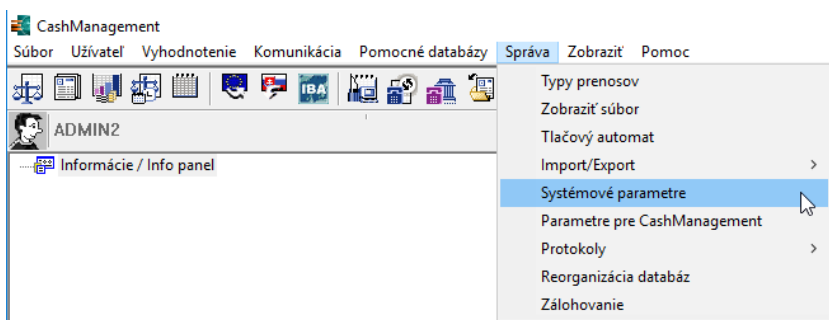 CashManagement
Súbor Užívateľ Vyhodnotenie Komunikácia Pomocné databázy Správa Zobraziť Pomoc
IBA
ADMIN2
Informácie / Info panel
Typy prenosov
Zobraziť súbor
Tlačový automat
Import/Export
Systémové parametre
Parametre pre CashManagement
Protokoly
Reorganizácia databáz
Zálohovanie